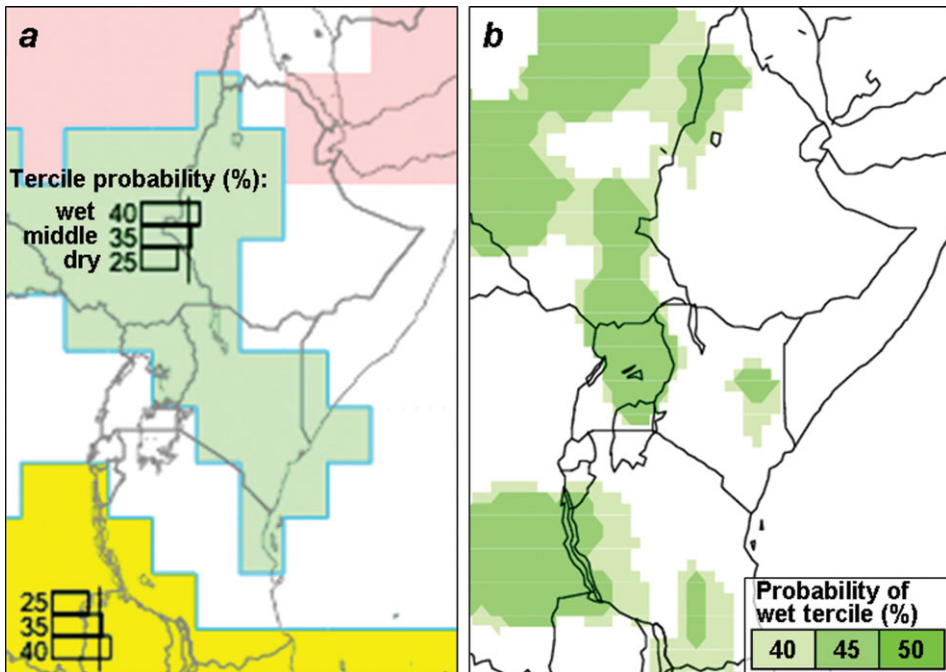 a
Tercile probability (%):
wet 40
middle 35
dry 25
25
35
40
b
Probability of
wet tercile (%)
40 45 50